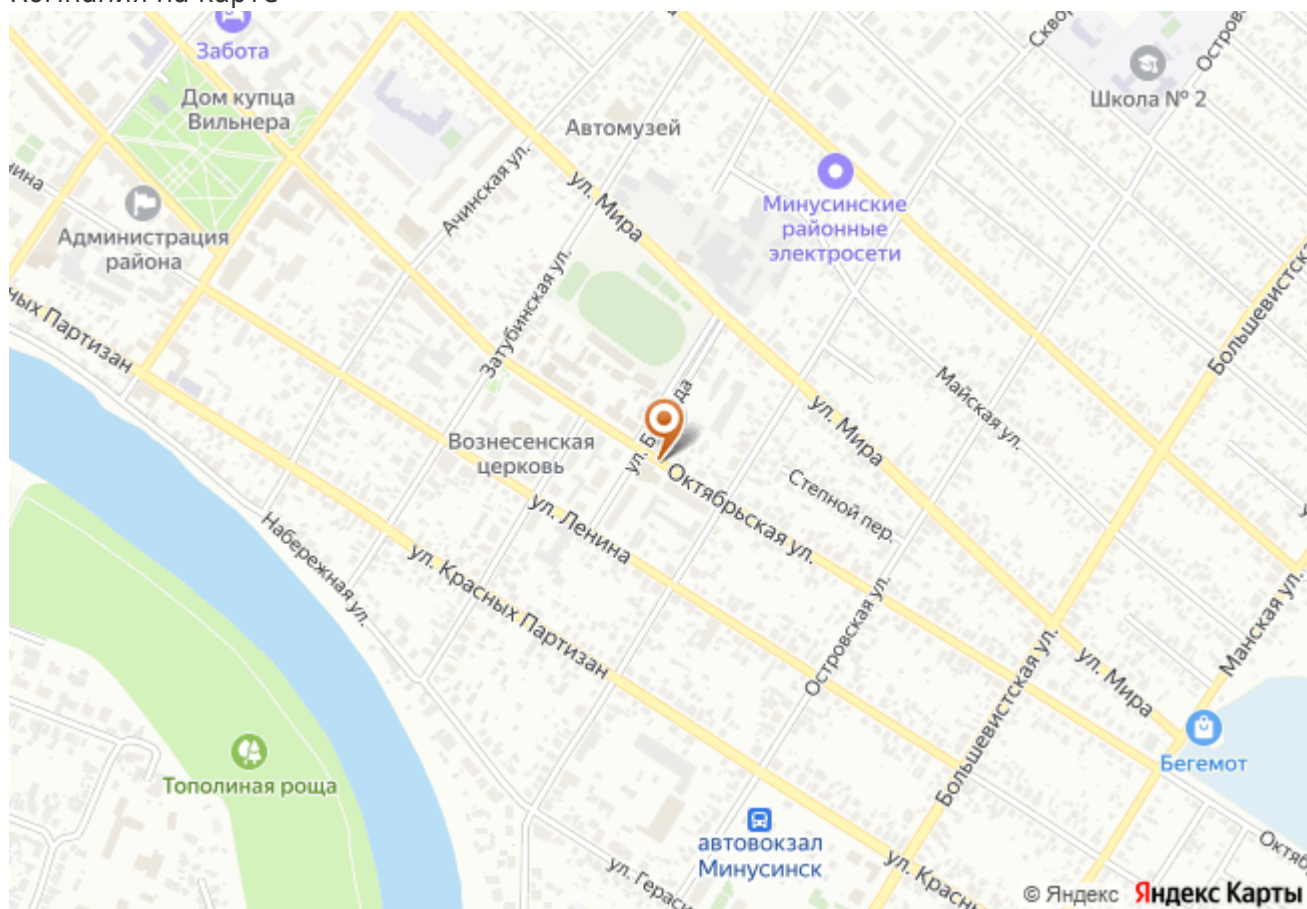 Забота
Дом купца
Вильнера
Автомузей
Школа № 2
Ачинская ул.
ул. Мира
Минусинские
районные
электросети
Администрация
района
Затубинская ул.
Майская ул.
ул. Мира
Вознесенская
церковь
Октябрьская ул.
Степной пер.
ул. Ленина
Набережная ул.
ул. Красных Партизан
Островская ул.
Большевистская ул.
Манская ул.
ул. Мира
Бегемот
Тополиная роща
автовокзал
Минусинск
© Яндекс Яндекс Карты